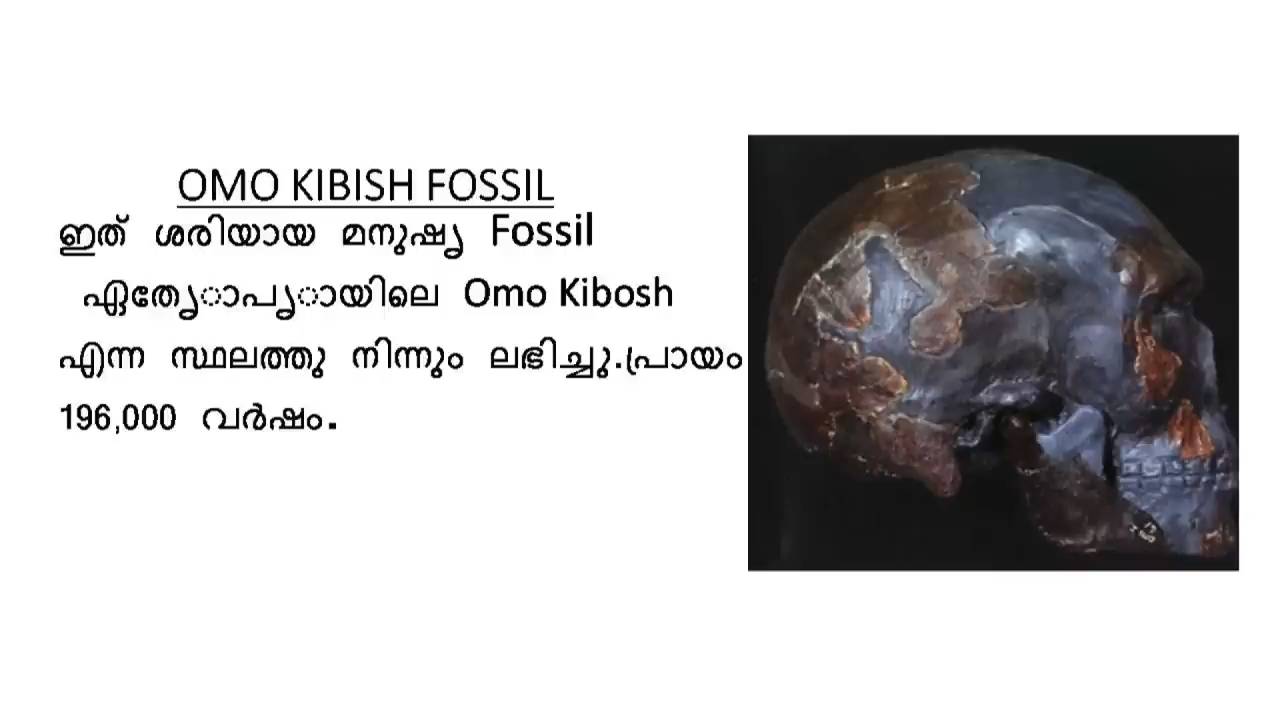 OMO KIBISH FOSSIL
ഇത് ശരിയായ മനുഷൃ Fossil
ഏതേൃാപൃായിലെ Omo Kibosh
എന്ന സ്ഥലത്തു നിന്നും ലഭിച്ചു.പ്രായം
196,000 വർഷം.